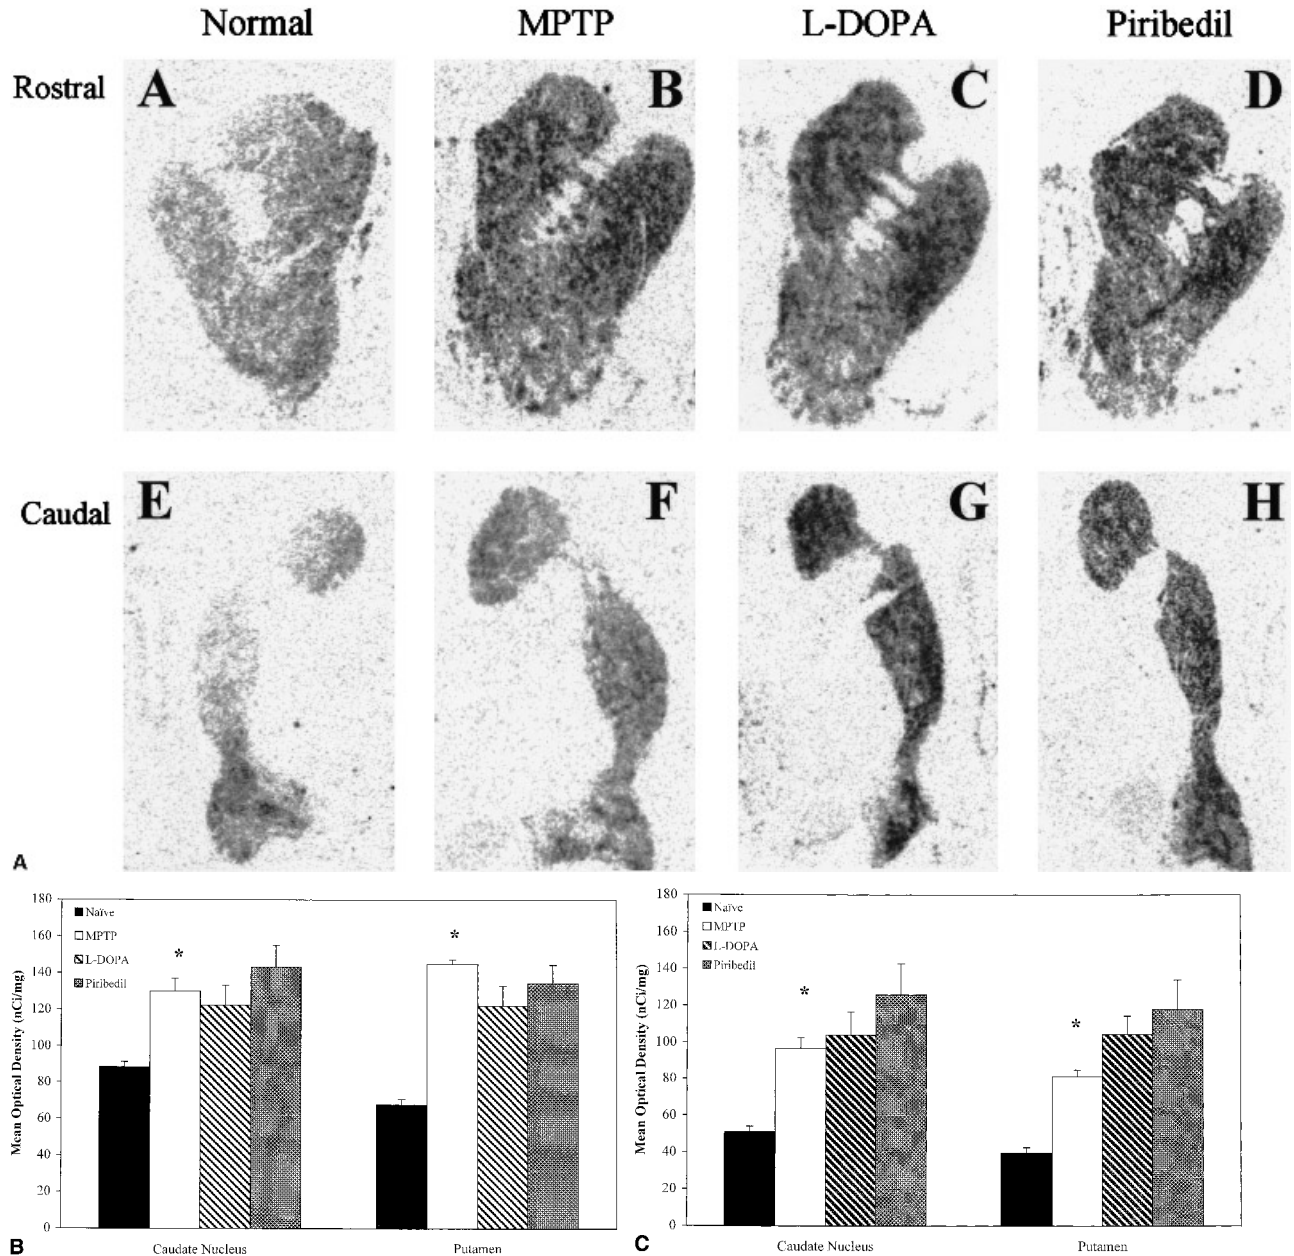 Normal MPTP L-DOPA Piribedil
Rostral A B C D
Caudal E F G H
A
180
160
140
120
100
80
60
40
20
0
Mean Optical Density (nCi/mg)
Naïve
MPTP
L-DOPA
Piribedil
* *
Caudate Nucleus Putamen
B
180
160
140
120
100
80
60
40
20
0
Mean Optical Density (nCi/mg)
Naïve
MPTP
L-DOPA
Piribedil
* *
Caudate Nucleus Putamen
C